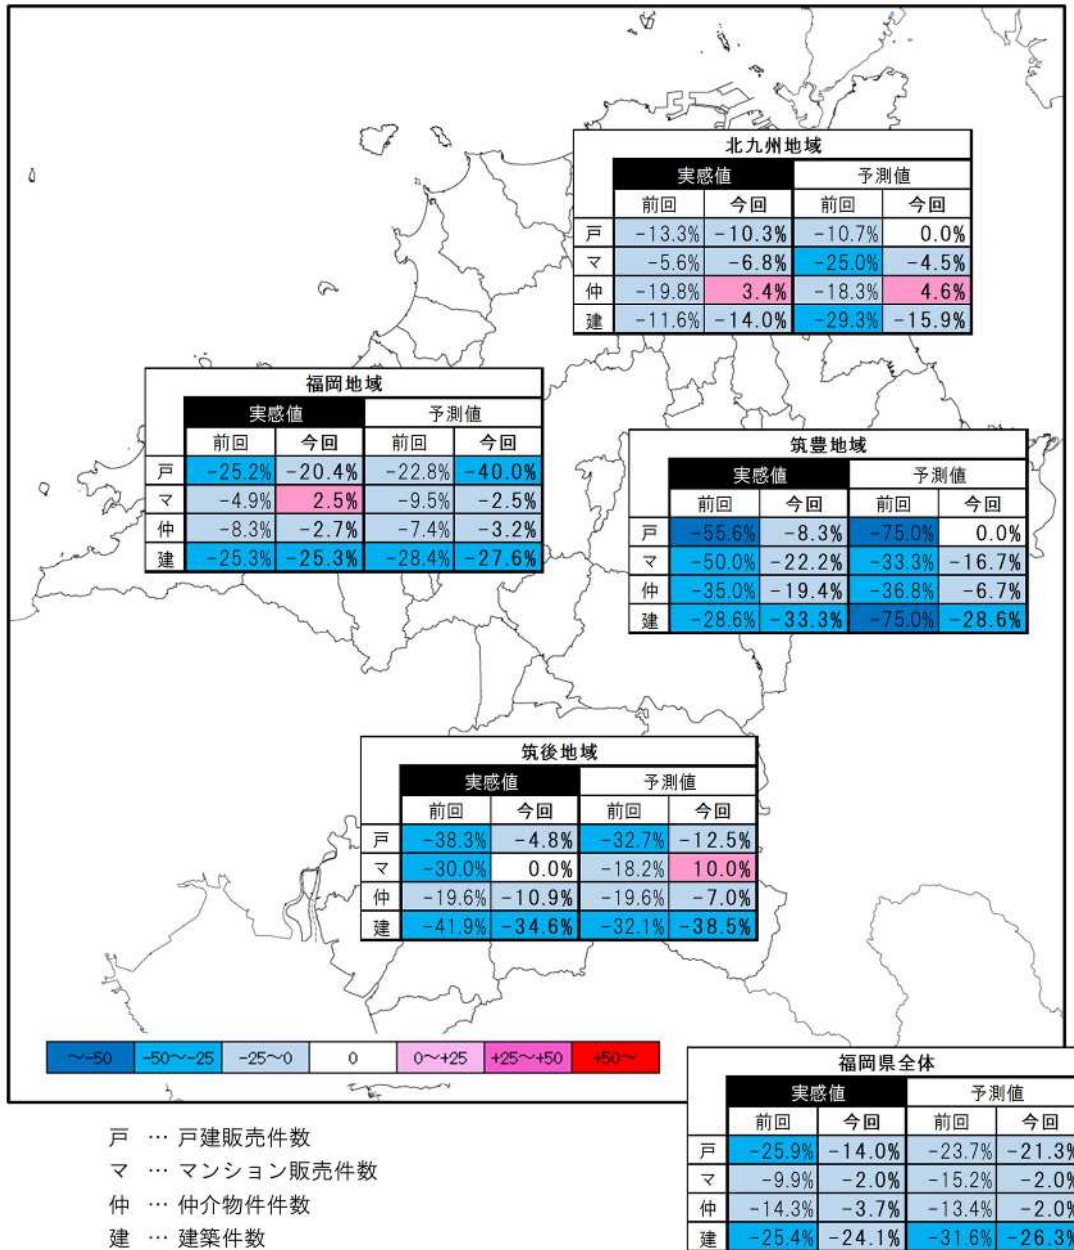 北九州地域
実感値 予測値
前回 今回 前回 今回
戸 -13.3% -10.3% -10.7% 0.0%
マ -5.6% -6.8% -25.0% -4.5%
仲 -19.8% 3.4% -18.3% 4.6%
建 -11.6% -14.0% -29.3% -15.9%
福岡地域
実感値 予測値
前回 今回 前回 今回
戸 -25.2% -20.4% -22.8% -40.0%
マ -4.9% 2.5% -9.5% -2.5%
仲 -8.3% -2.7% -7.4% -3.2%
建 -25.3% -25.3% -28.4% -27.6%
筑豊地域
実感値 予測値
前回 今回 前回 今回
戸 -55.6% -8.3% -75.0% 0.0%
マ -50.0% -22.2% -33.3% -16.7%
仲 -35.0% -19.4% -36.8% -6.7%
建 -28.6% -33.3% -75.0% -28.6%
筑後地域
実感値 予測値
前回 今回 前回 今回
戸 -38.3% -4.8% -32.7% -12.5%
マ -30.0% 0.0% -18.2% 10.0%
仲 -19.6% -10.9% -19.6% -7.0%
建 -41.9% -34.6% -32.1% -38.5%
～-50 -50～-25 -25～0 0 0～+25 +25～+50 +50～
福岡県全体
実感値 予測値
前回 今回 前回 今回
戸 -25.9% -14.0% -23.7% -21.3%
マ -9.9% -2.0% -15.2% -2.0%
仲 -14.3% -3.7% -13.4% -2.0%
建 -25.4% -24.1% -31.6% -26.3%
戸 … 戸建販売件数
マ … マンション販売件数
仲 … 仲介物件件数
建 … 建築件数